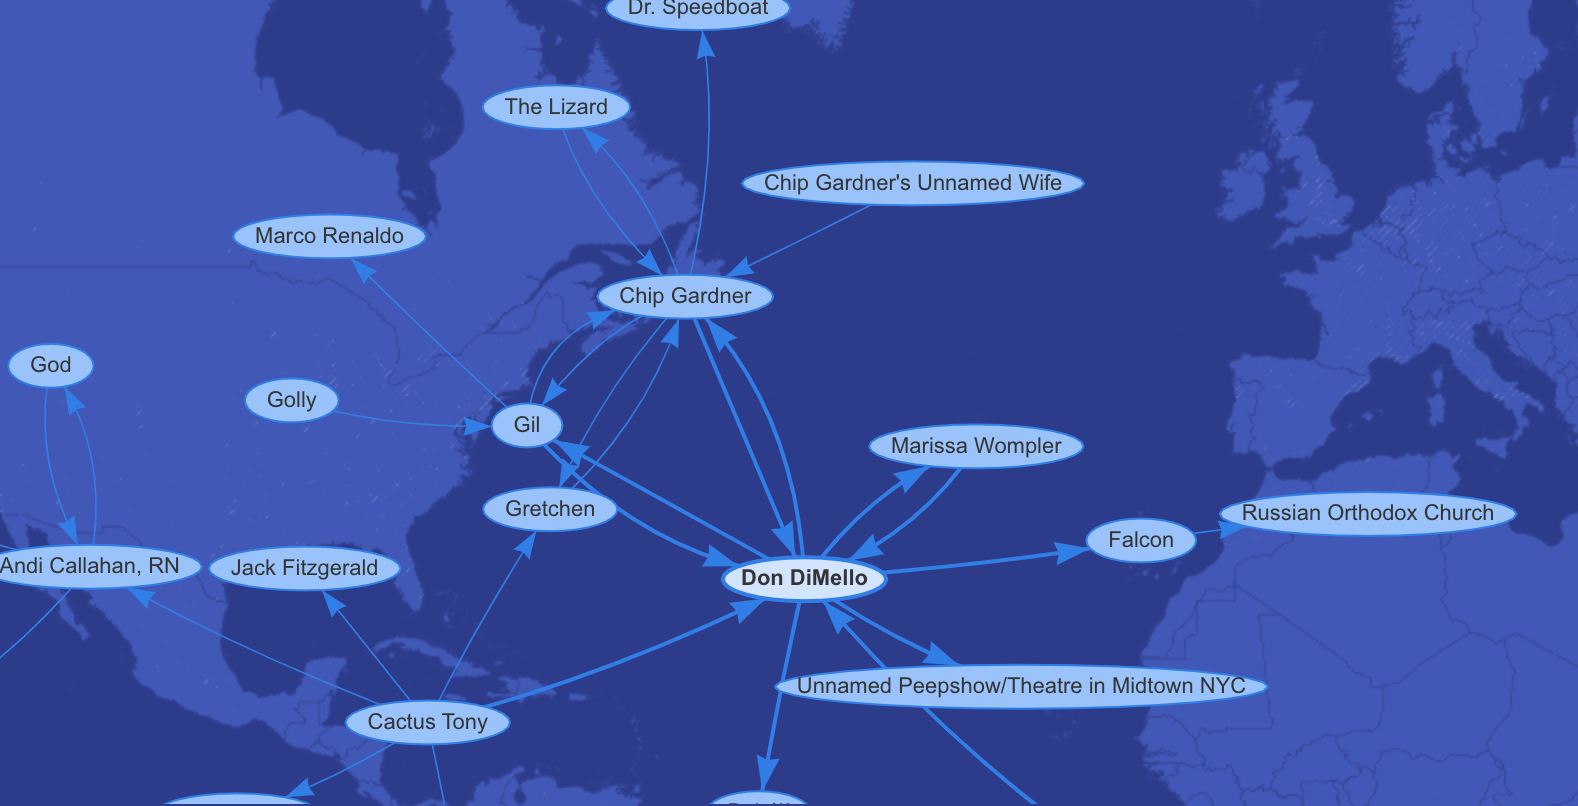 Dr. Speedboat
The Lizard
Chip Gardner's Unnamed Wife
Marco Renaldo
Chip Gardner
God
Golly
Gil
Marissa Wompler
Gretchen
Russian Orthodox Church
Falcon
Andi Callahan, RN
Jack Fitzgerald
Don DiMello
Unnamed Peepshow/Theatre in Midtown NYC
Cactus Tony